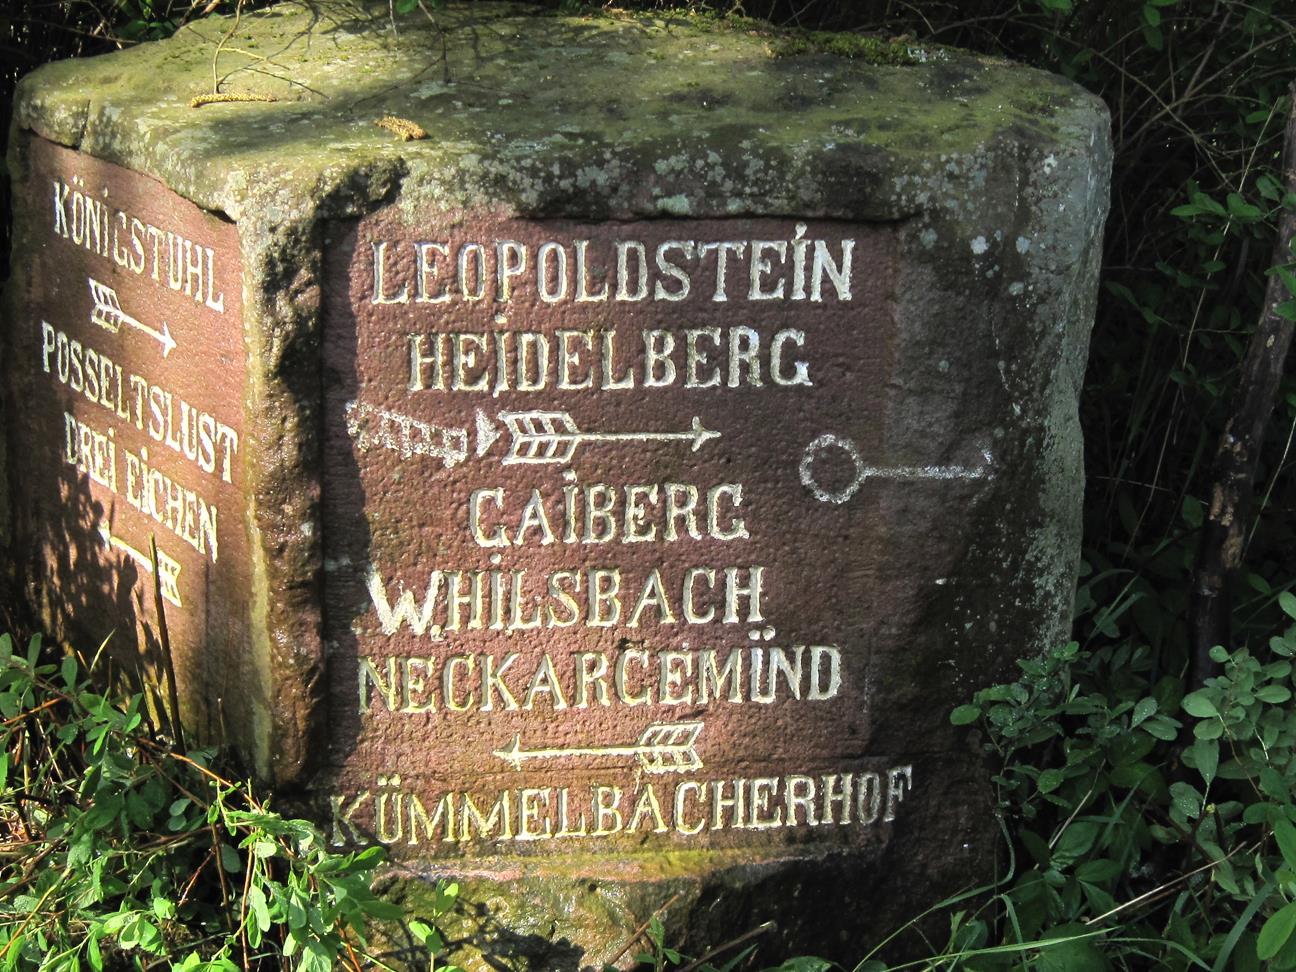 KÖNIGSTUHL
POSSELTSLUST
DREI EICHEN
LEOPOLDSTEIN
HEIDELBERG
GAIBERG
W.HILSBACH
NECKARGEMÜND
KÜMMELBACHERHOF